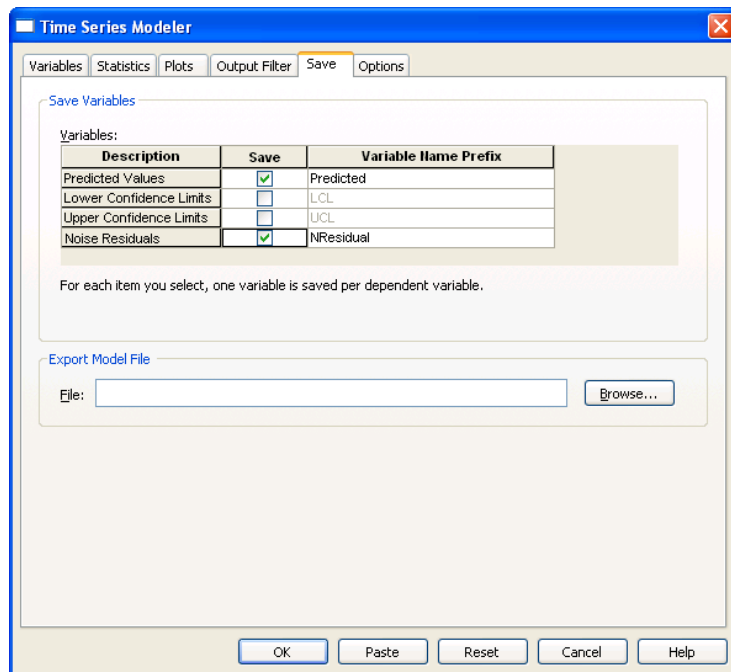 Time Series Modeler
Variables Statistics Plots Output Filter Save Options
Save Variables
Variables:
Description Save Variable Name Prefix
Predicted Values Predicted
Lower Confidence Limits LCL
Upper Confidence Limits UCL
Noise Residuals NResidual
For each item you select, one variable is saved per dependent variable.
Export Model File
File: Browse...
OK Paste Reset Cancel Help